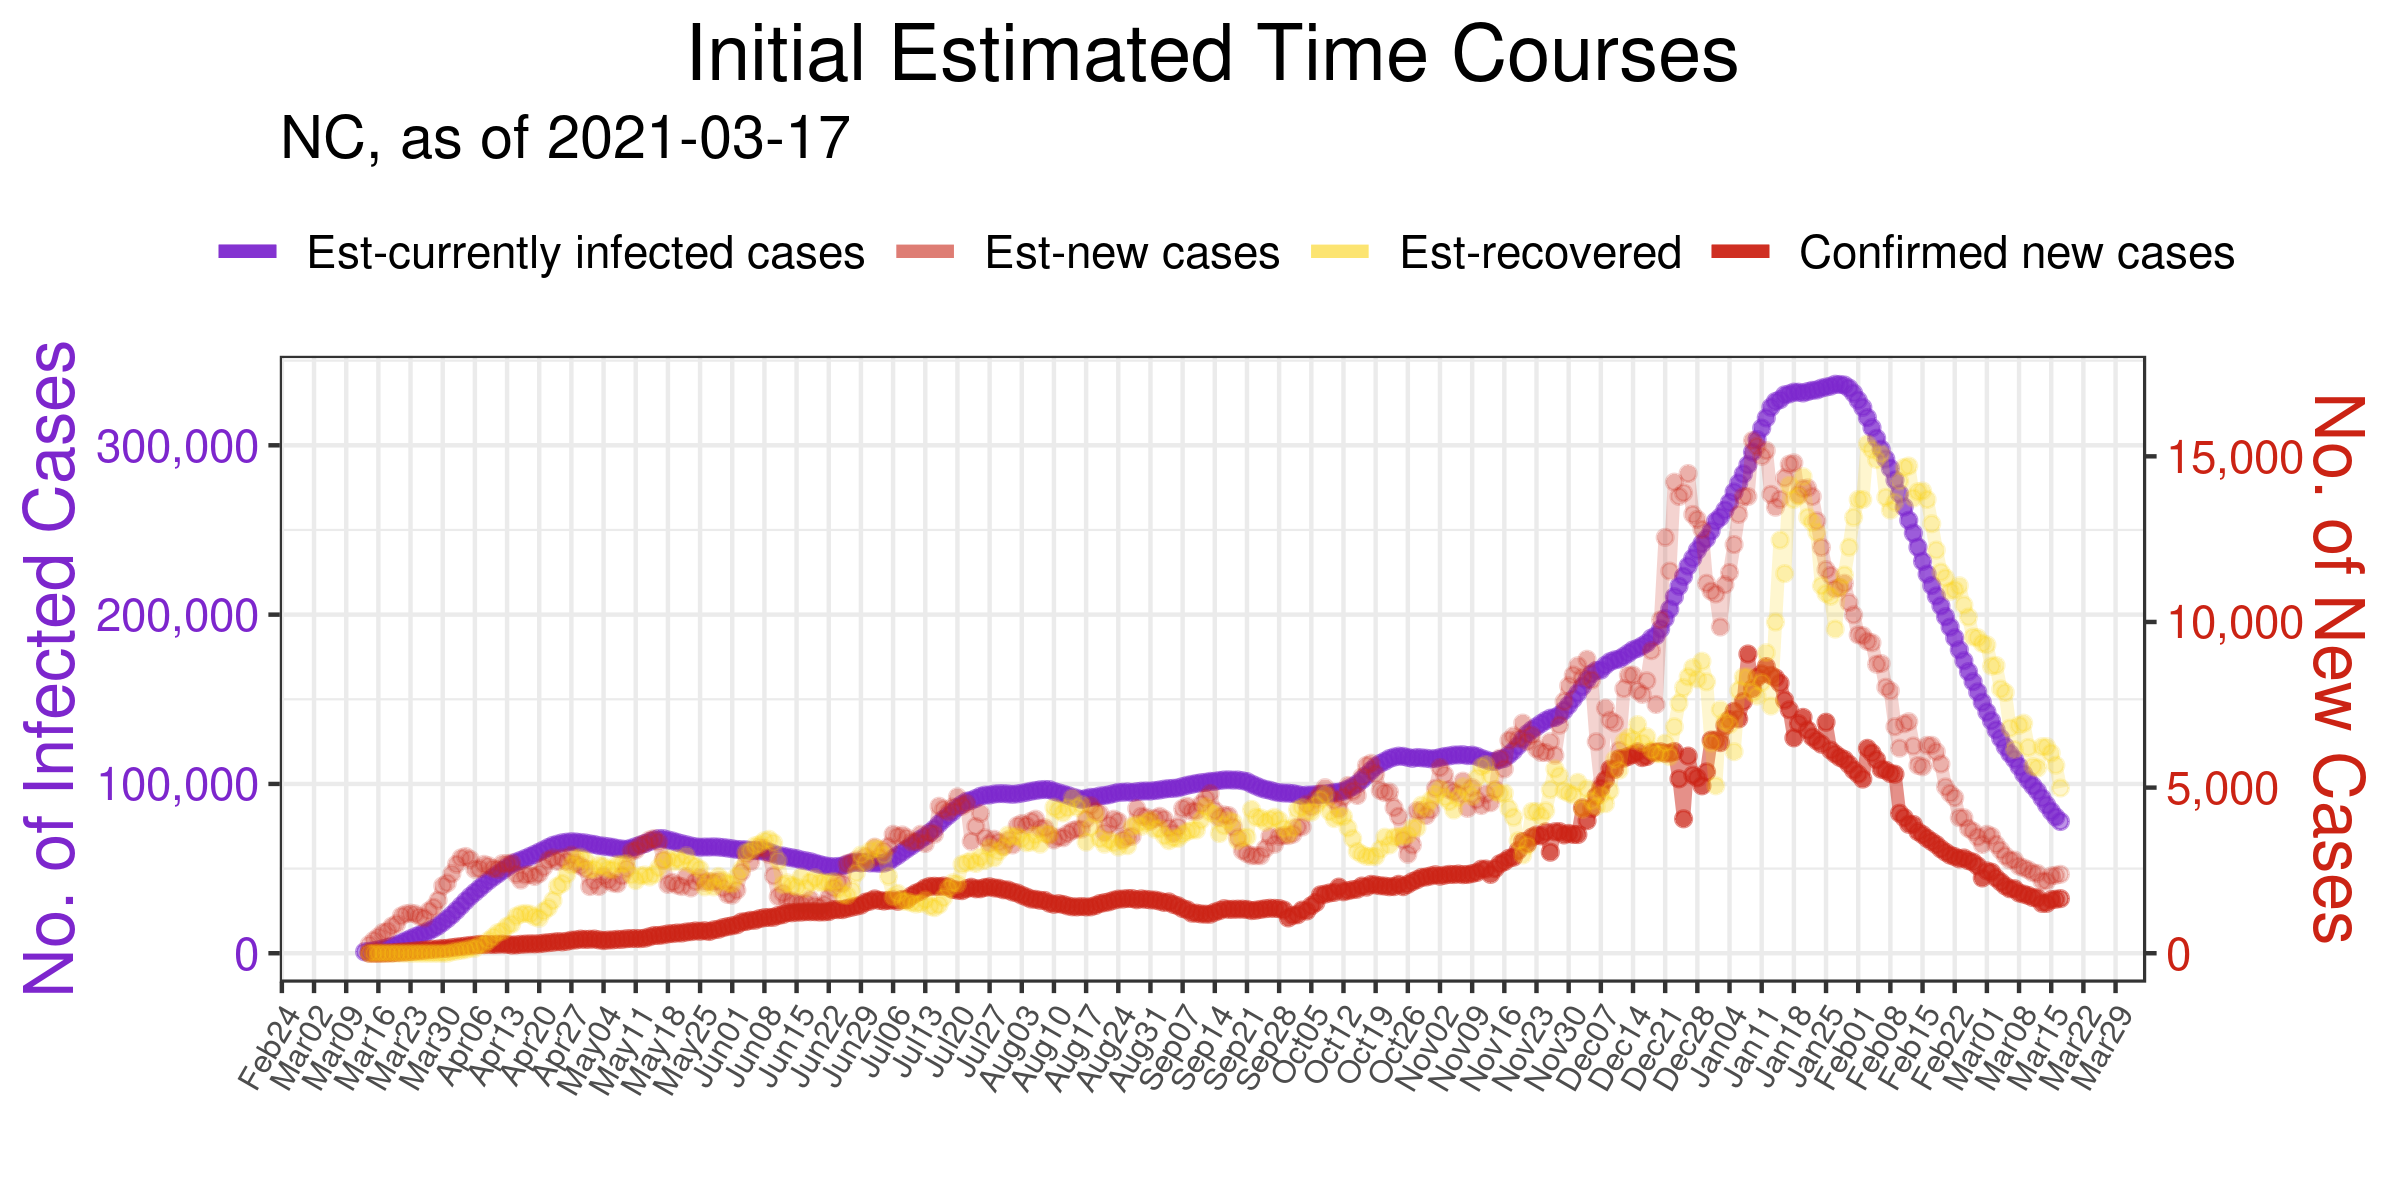 Initial Estimated Time Courses
NC, as of 2021-03-17
Est-currently infected cases Est-new cases Est-recovered Confirmed new cases
No. of Infected Cases
300,000
200,000
100,000
0
No. of New Cases
15,000
10,000
5,000
0
Feb24 Mar02 Mar09 Mar16 Mar23 Mar30 Apr06 Apr13 Apr20 Apr27 May04 May11 May18 May25 Jun01 Jun08 Jun15 Jun22 Jun29 Jul06 Jul13 Jul20 Jul27 Aug03 Aug10 Aug17 Aug24 Aug31 Sep07 Sep14 Sep21 Sep28 Oct05 Oct12 Oct19 Oct26 Nov02 Nov09 Nov16 Nov23 Nov30 Dec07 Dec14 Dec21 Dec28 Jan04 Jan11 Jan18 Jan25 Feb01 Feb08 Feb15 Feb22 Mar01 Mar08 Mar15 Mar22 Mar29